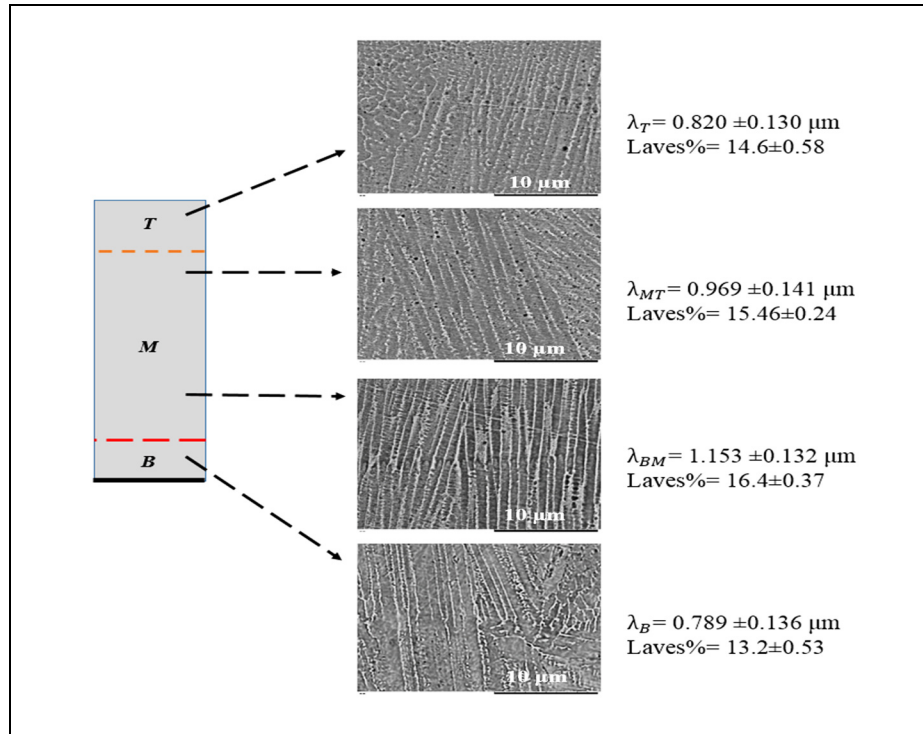 T
M
B
10 µm
λT= 0.820 ±0.130 µm
Laves%= 14.6±0.58
10 µm
λMT= 0.969 ±0.141 µm
Laves%= 15.46±0.24
10 µm
λBM= 1.153 ±0.132 µm
Laves%= 16.4±0.37
10 µm
λB= 0.789 ±0.136 µm
Laves%= 13.2±0.53